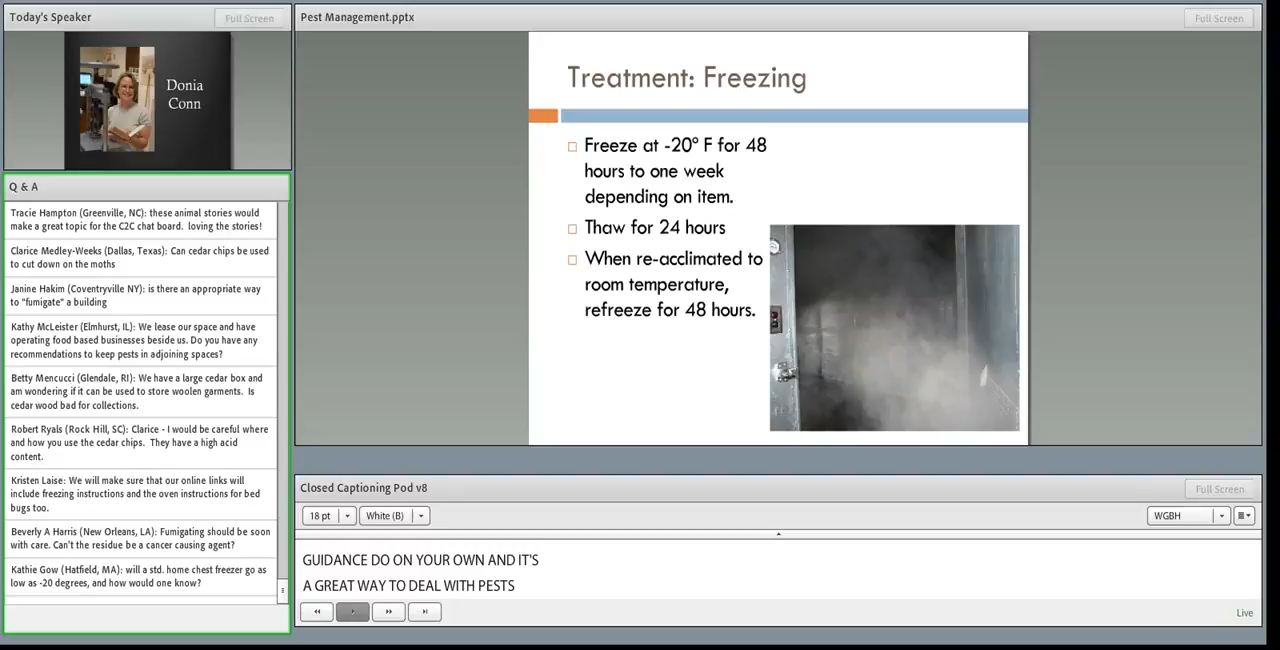 Today's Speaker
Full Screen
Donia
Conn
Q & A
Tracie Hampton (Greenville, NC): these animal stories would
make a great topic for the C2C chat board.  loving the stories!
Clarice Medley-Weeks (Dallas, Texas): Can cedar chips be used
to cut down on the moths
Janine Hakim (Coventryville NY): is there an appropriate way
to "fumigate" a building
Kathy McLeister (Elmhurst, IL): We lease our space and have
operating food based businesses beside us. Do you have any
recommendations to keep pests in adjoining spaces?
Betty Mencucci (Glendale, RI): We have a large cedar box and
am wondering if it can be used to store woolen garments.  Is
cedar wood bad for collections.
Robert Ryals (Rock Hill, SC): Clarice - I would be careful where
and how you use the cedar chips.  They have a high acid
content.
Kristen Laise: We will make sure that our online links will
include freezing instructions and the oven instructions for bed
bugs too.
Beverly A Harris (New Orleans, LA): Fumigating should be soon
with care. Can't the residue be a cancer causing agent?
Kathie Gow (Hatfield, MA): will a std. home chest freezer go as
low as -20 degrees, and how would one know?
Pest Management.pptx
Full Screen
Treatment: Freezing
Freeze at -20° F for 48
hours to one week
depending on item.
Thaw for 24 hours
When re-acclimated to
room temperature,
refreeze for 48 hours.
Closed Captioning Pod v8
Full Screen
18 pt
White (B)
WGBH
GUIDANCE DO ON YOUR OWN AND IT'S
A GREAT WAY TO DEAL WITH PESTS
Live